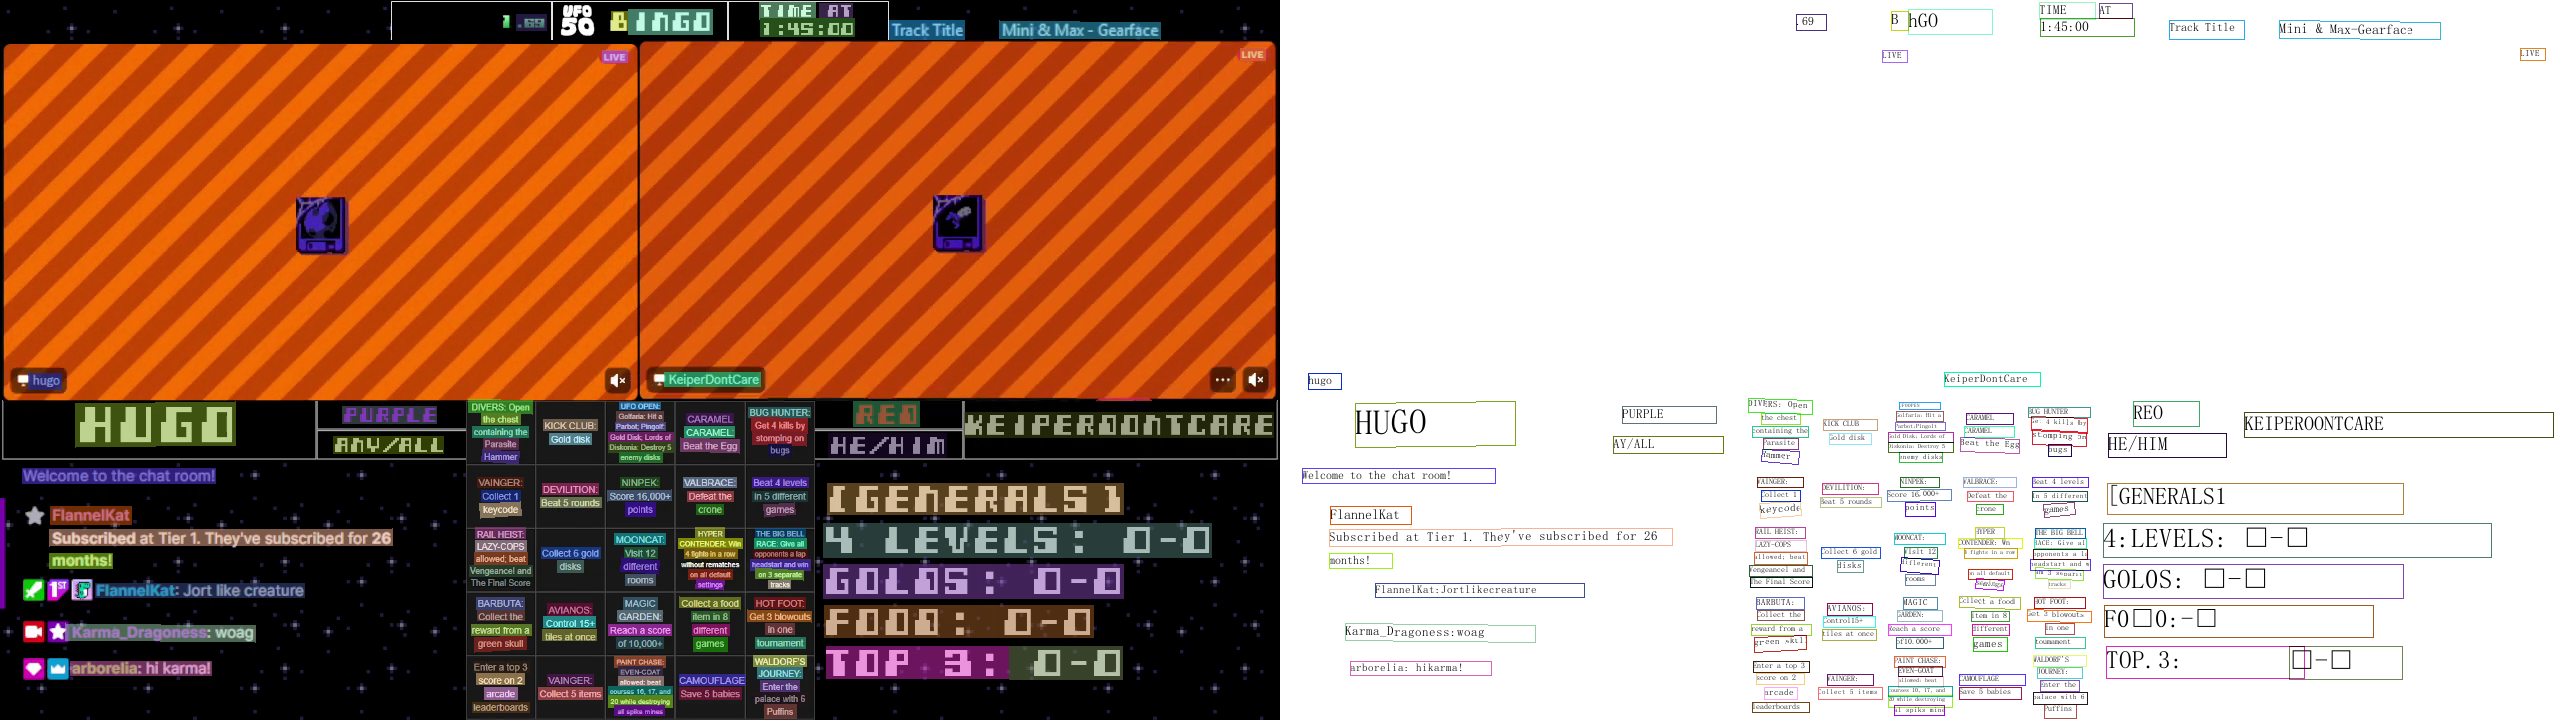 1.69
UFO 50
BINGO
TIME AT
1:45:00
Track Title
Mini & Max - Gearface
LIVE
LIVE
hugo
KeiperDontCare
HUGO
PURPLE
ANY/ALL
RED
HE/HIM
KEIPERDONTCARE
DIVERS: Open
the chest
containing the
Parasite
Hammer
KICK CLUB:
Gold disk
UFO OPEN:
Golfaria: Hit a
Parbot; Pingolf:
Gold Disk; Lords of
Diskonia: Destroy 5
enemy disks
CARAMEL
CARAMEL:
Beat the Egg
BUG HUNTER:
Get 4 kills by
stomping on
bugs
VAINGER:
Collect 1
keycode
DEVILITION:
Beat 5 rounds
NINPEK:
Score 16,000+
points
VALBRACE:
Defeat the
crone
Beat 4 levels
in 5 different
games
RAIL HEIST:
LAZY-COPS
allowed; beat
Vengeance! and
The Final Score
Collect 6 gold
disks
MOONCAT:
Visit 12
different
rooms
HYPER
CONTENDER: Win
4 fights in a row
without rematches
on all default
settings
THE BIG BELL
RACE: Give all
opponents a lap
headstart and win
on 3 separate
tracks
BARBUTA:
Collect the
reward from a
green skull
AVIANOS:
Control 15+
tiles at once
MAGIC
GARDEN:
Reach a score
of 10,000+
Collect a food
item in 8
different
games
HOT FOOT:
Get 3 blowouts
in one
tournament
Enter a top 3
score on 2
arcade
leaderboards
VAINGER:
Collect 5 items
PAINT CHASE:
EVEN-GOAT
allowed; beat
courses 16, 17, and
20 while destroying
all spike mines
CAMOUFLAGE
Save 5 babies
WALDORF'S
JOURNEY:
Enter the
palace with 6
Puffins
Welcome to the chat room!
FlannelKat
Subscribed at Tier 1. They've subscribed for 26
months!
1ST FlannelKat: Jort like creature
Karma_Dragoness: woag
arborelia: hi karma!
[GENERALS]
4 LEVELS: 0-0
GOLDS: 0-0
FOOD: 0-0
TOP 3: 0-0